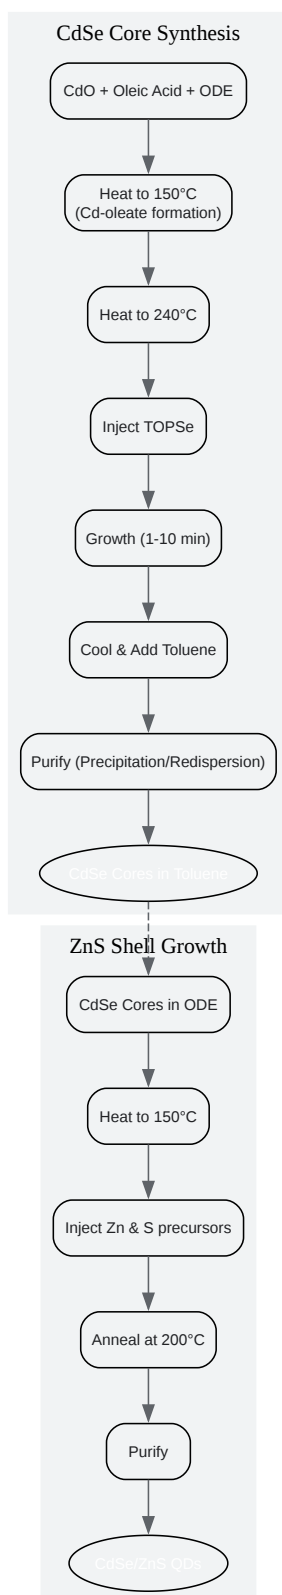 CdSe Core Synthesis
CdO + Oleic Acid + ODE
Heat to 150°C
(Cd-oleate formation)
Heat to 240°C
Inject TOPSe
Growth (1-10 min)
Cool & Add Toluene
Purify (Precipitation/Redispersion)
CdSe Cores in Toluene
ZnS Shell Growth
CdSe Cores in ODE
Heat to 150°C
Inject Zn & S precursors
Anneal at 200°C
Purify
CdSe/ZnS QDs